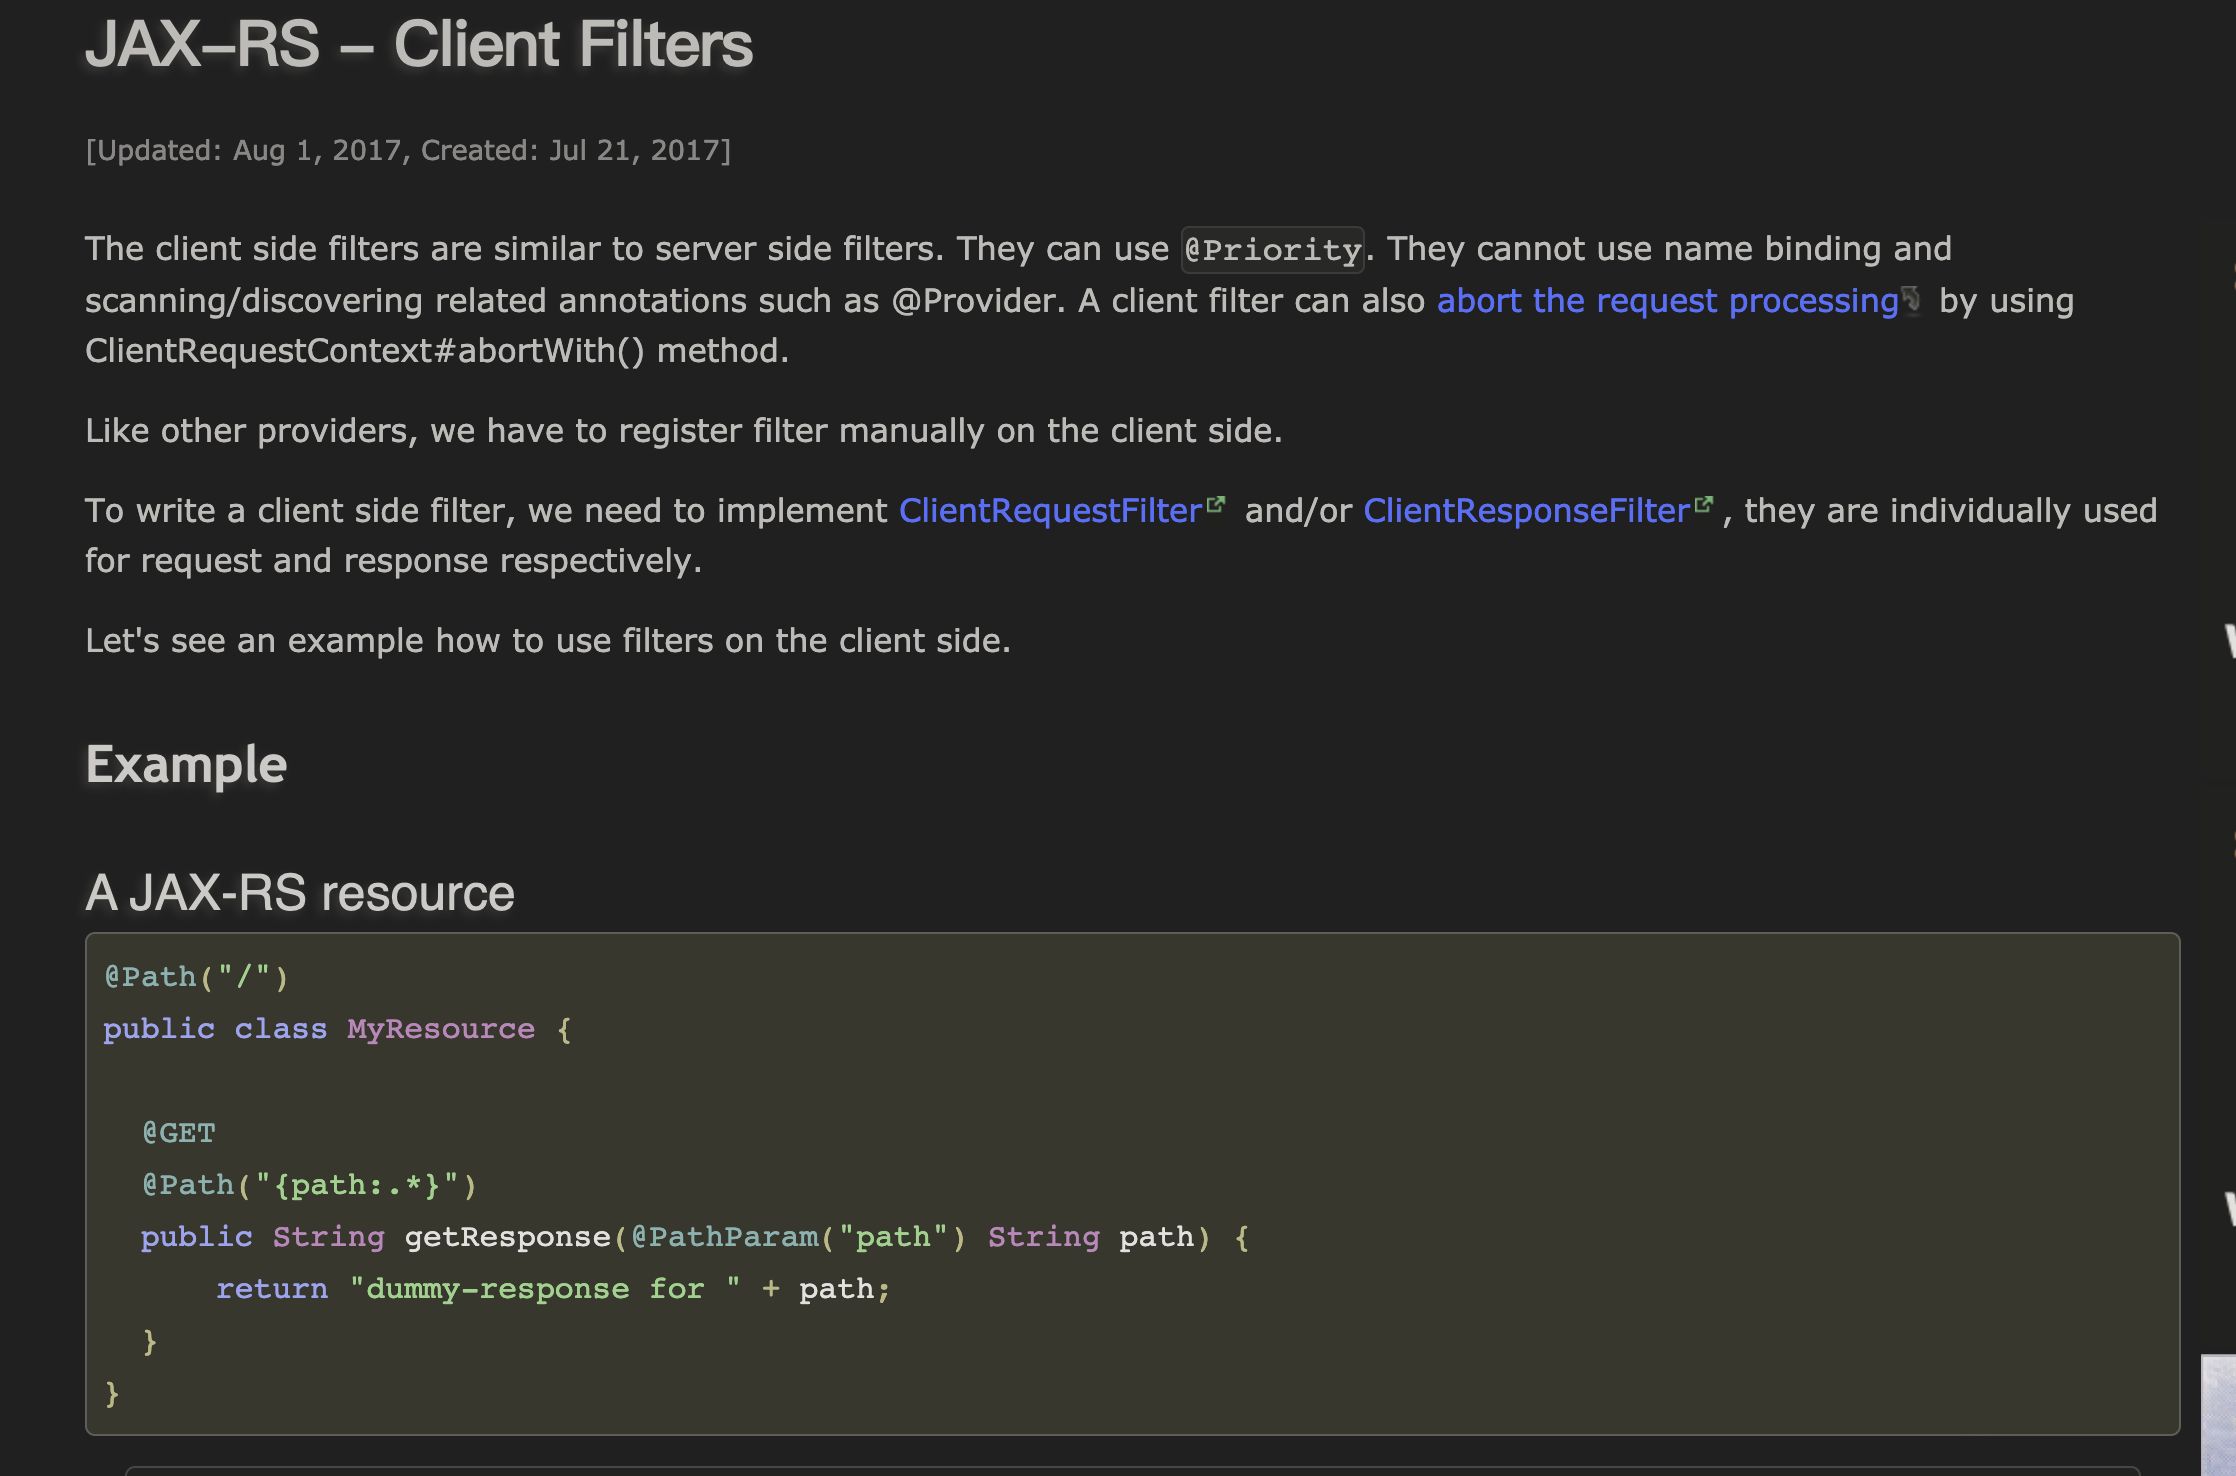 JAX-RS - Client Filters
[Updated: Aug 1, 2017, Created: Jul 21, 2017]
The client side filters are similar to server side filters. They can use @Priority. They cannot use name binding and
scanning/discovering related annotations such as @Provider. A client filter can also abort the request processing by using
ClientRequestContext#abortWith() method.
Like other providers, we have to register filter manually on the client side.
To write a client side filter, we need to implement ClientRequestFilter and/or ClientResponseFilter , they are individually used
for request and response respectively.
Let's see an example how to use filters on the client side.
Example
A JAX-RS resource
@Path("/")
public class MyResource {
  @GET
  @Path("{path:.*}")
  public String getResponse(@PathParam("path") String path) {
      return "dummy-response for " + path;
  }
}